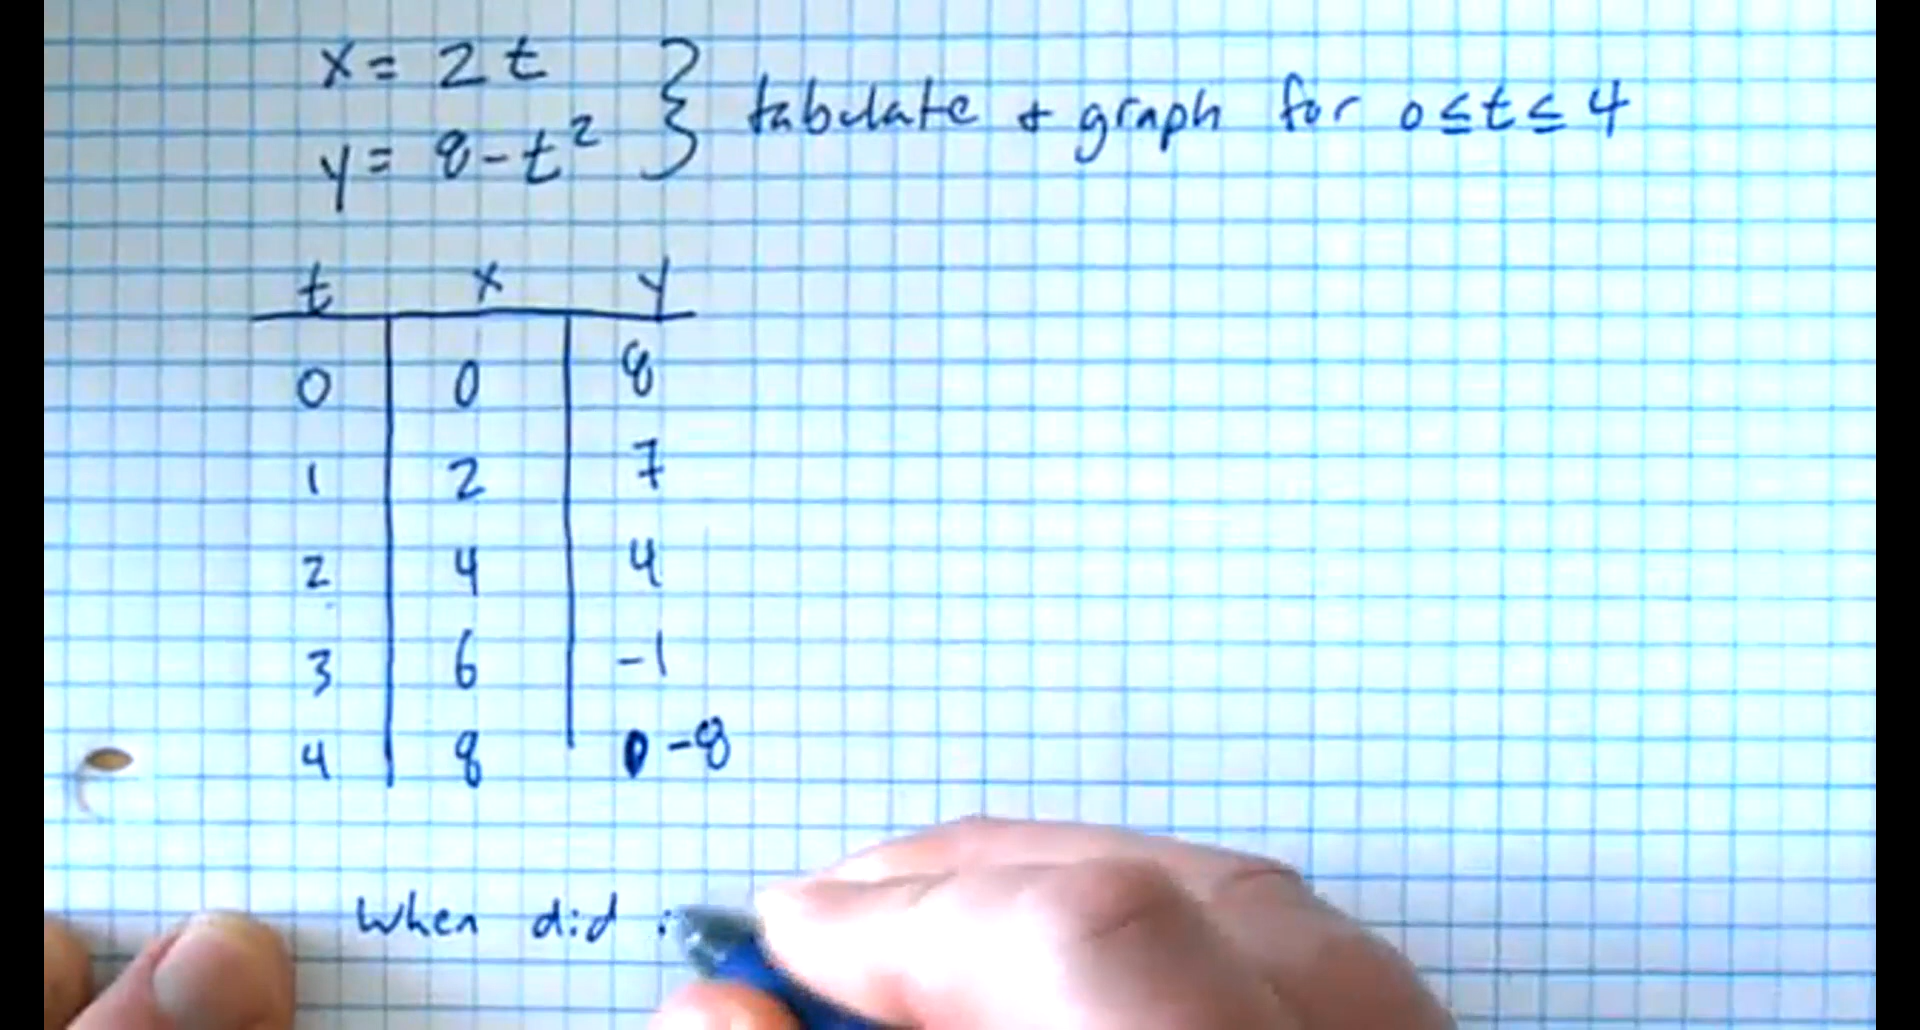 x = 2t
y = 8 - t² } tabulate + graph for 0 ≤ t ≤ 4
t x y
0 0 8
1 2 7
2 4 4
3 6 -1
4 8 -8
When did